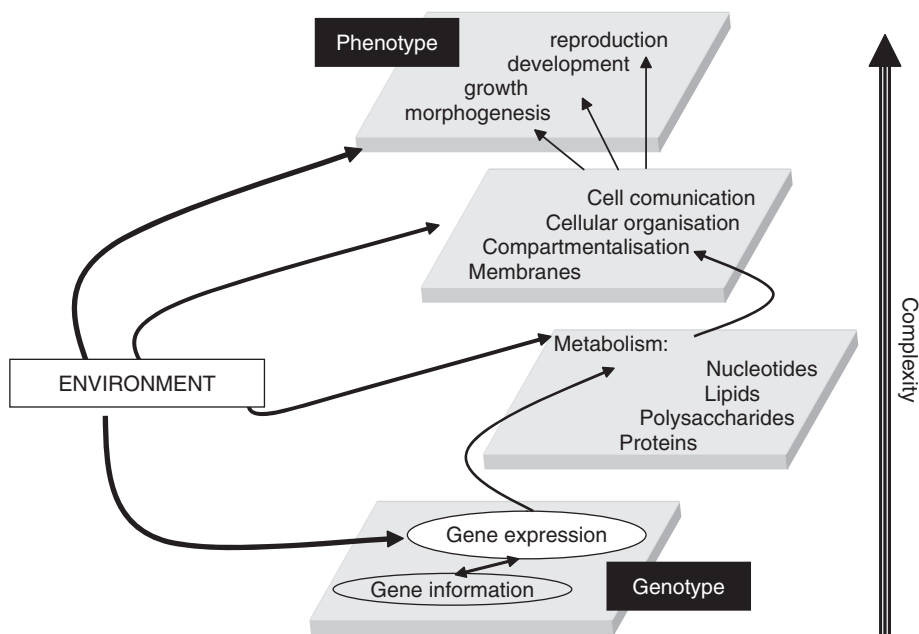 Phenotype
reproduction
development
growth
morphogenesis
Cell comunication
Cellular organisation
Compartmentalisation
Membranes
Complexity
Metabolism:
ENVIRONMENT
Nucleotides
Lipids
Polysaccharides
Proteins
Gene expression
Gene information
Genotype